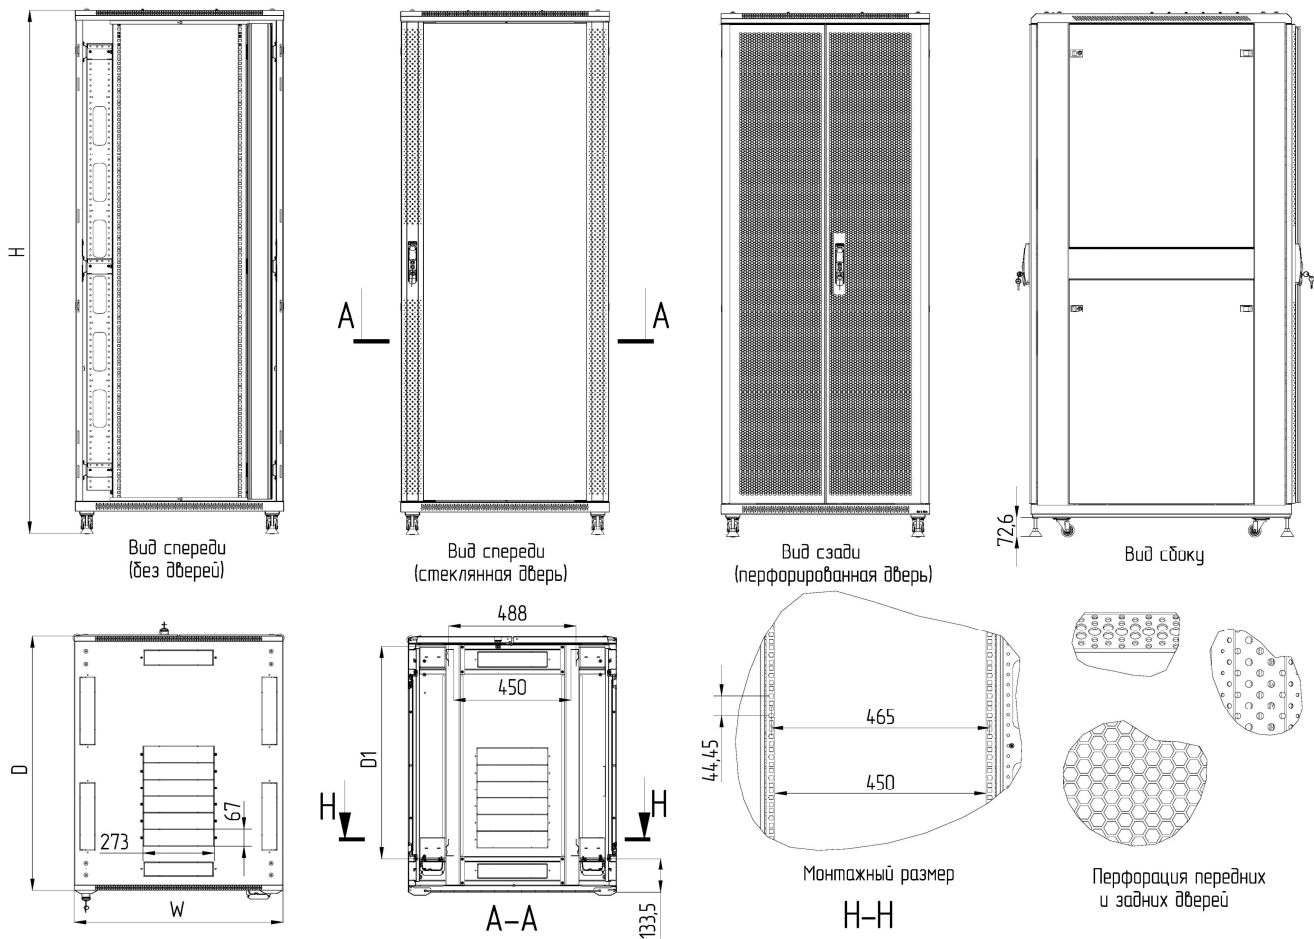 H
Вид спереди
(без дверей)
A
A
Вид спереди
(стеклянная дверь)
Вид сзади
(перфорированная дверь)
72,6
Вид сбоку
D
273
67
W
488
450
D1
H
H
133,5
A–A
44,45
465
450
Монтажный размер
H–H
Перфорация передних
и задних дверей